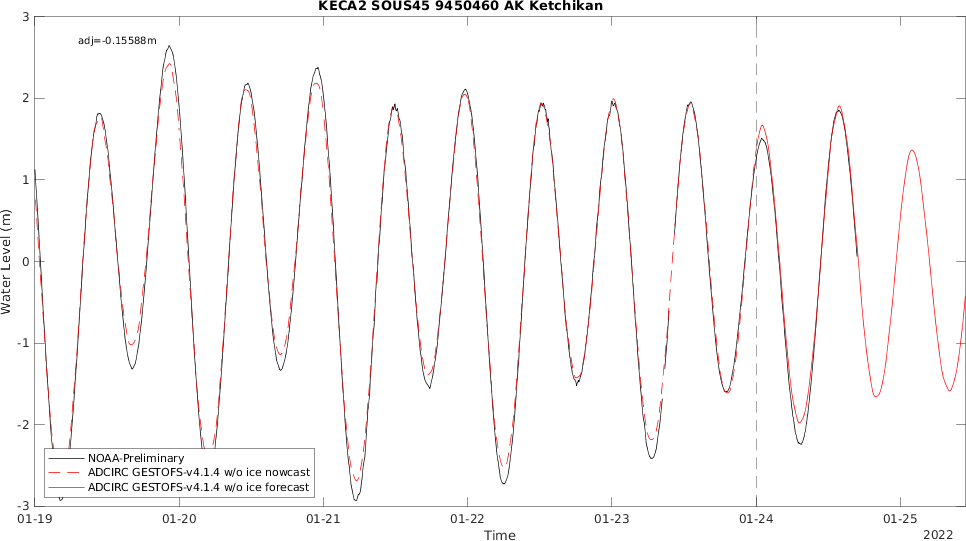 KECA2 SOUS45 9450460 AK Ketchikan
adj=-0.15588m
3
2
1
0
-1
-2
-3
Water Level (m)
NOAA-Preliminary
ADCIRC GESTOFS-v4.1.4 w/o ice nowcast
ADCIRC GESTOFS-v4.1.4 w/o ice forecast
01-19 01-20 01-21 01-22 01-23 01-24 01-25
Time
2022